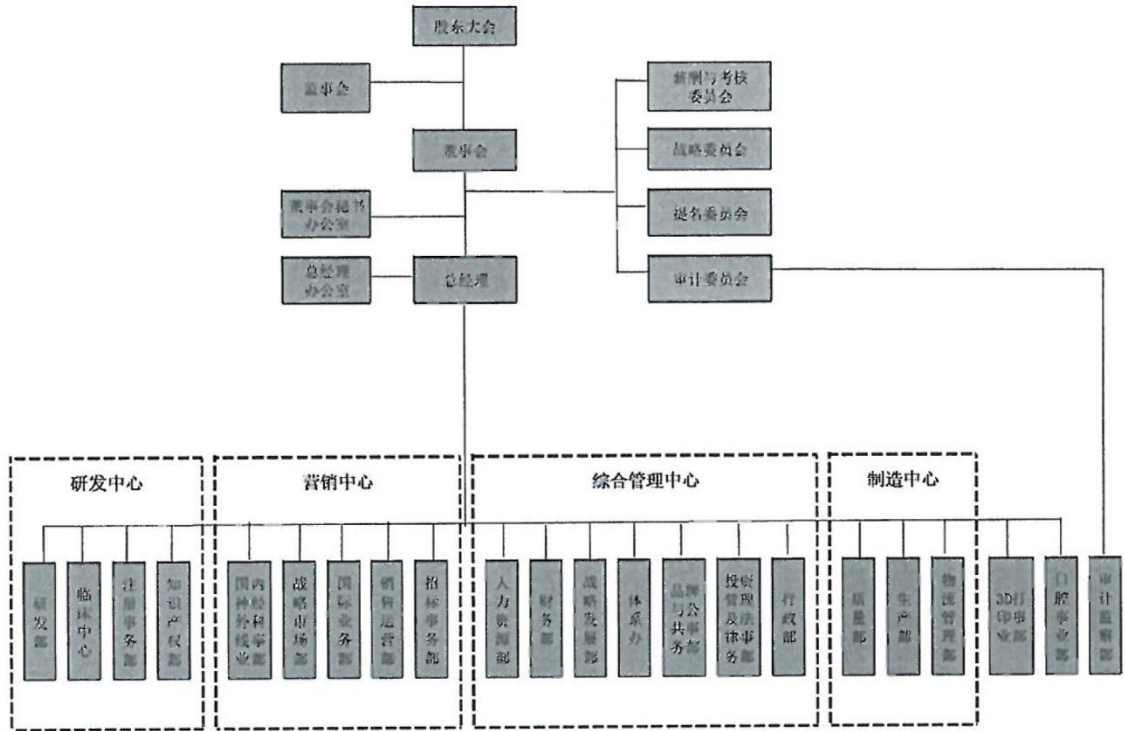 股东大会
监事会
薪酬与考核
委员会
董事会
战略委员会
董事会秘书
办公室
提名委员会
总经理
办公室
总经理
审计委员会
研发中心
营销中心
综合管理中心
制造中心
研发部
临床中心
注册事务部
知识产权部
国内神经外科线事业部
战略市场部
国际业务部
销售运营部
招标事务部
人力资源部
财务部
战略发展部
体系办
品牌与公共事务部
投资管理及法律事务部
行政部
质量部
生产部
物流管理部
3D打印事业部
口腔事业部
审计监察部